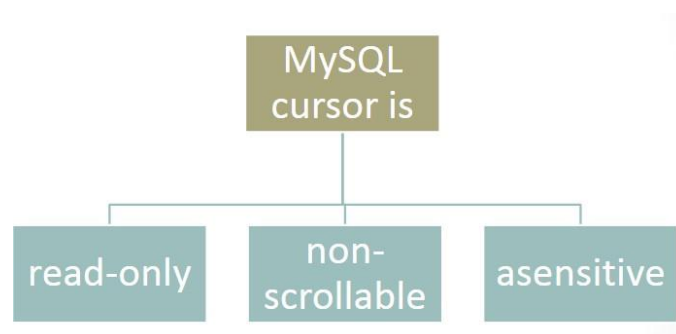 MySQL
cursor is
read-only
non-
scrollable
asensitive